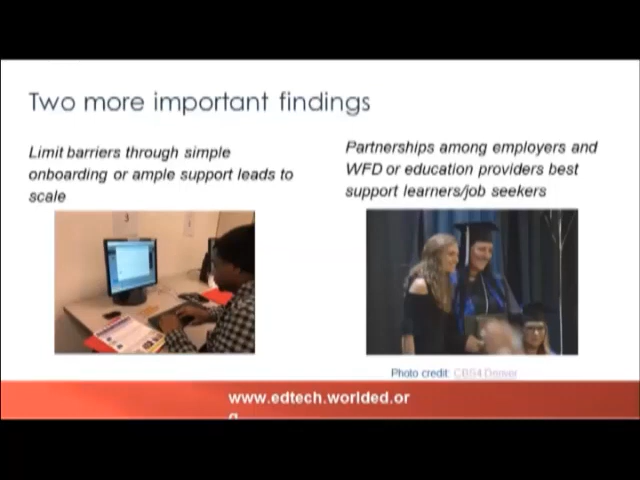 Two more important findings
Limit barriers through simple
onboarding or ample support leads to
scale
Partnerships among employers and
WFD or education providers best
support learners/job seekers
3
Photo credit: CBS4 Denver
www.edtech.worlded.or
g